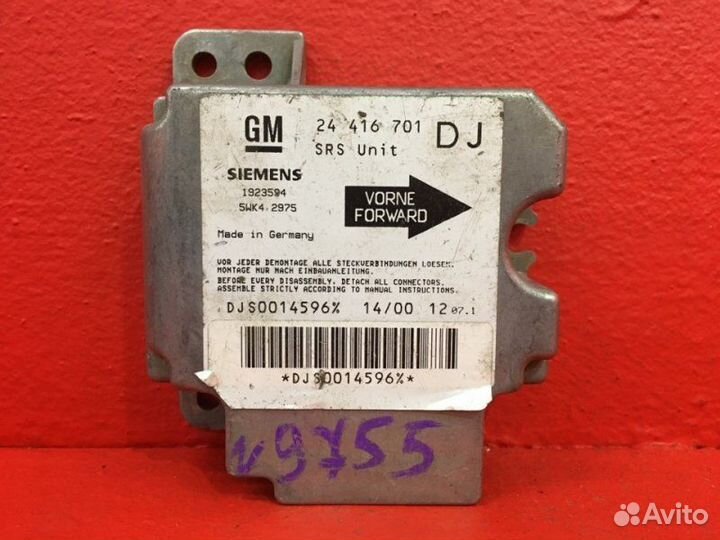 GM
24 416 701 DJ
SRS Unit
SIEMENS
1923594
5WK4 2975
VORNE
FORWARD
Made in Germany
VOR JEDER DEMONTAGE ALLE STECKVERBINDUNGEN LOESEN.
MONTAGE NUR NACH EINBAUANLEITUNG.
BEFORE EVERY DISASSEMBLY. DETACH ALL CONNECTORS.
ASSEMBLE STRICTLY ACCORDING TO MANUAL INSTRUCTIONS.
DJS0014596% 14/00 12 07.1
*DJS0014596%*
v9755
Avito